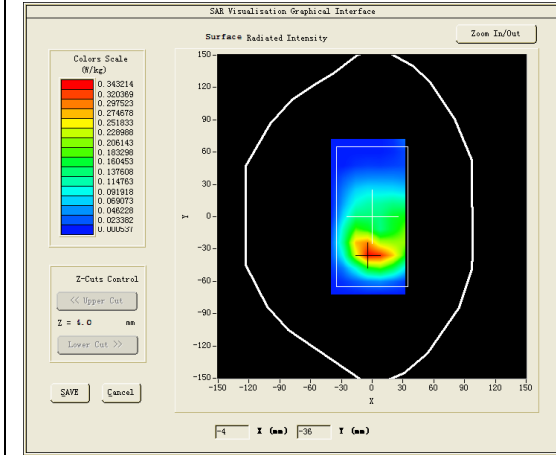 SAR Visualisation Graphical Interface
Surface Radiated Intensity
Zoom In/Out
Colors Scale
(W/kg)
0.343214
0.320369
0.297523
0.274678
0.251833
0.228988
0.206143
0.183298
0.160453
0.137608
0.114763
0.091918
0.069073
0.046228
0.023382
0.000537
150
120
90
60
30
0
-30
-60
-90
-120
-150
Y
-150 -120 -90 -60 -30 0 30 60 90 120 150
X
Z-Cuts Control
<< Upper Cut
Z = mm
Lower Cut >>
SAVE Cancel
-4 X (mm) -36 Y (mm)